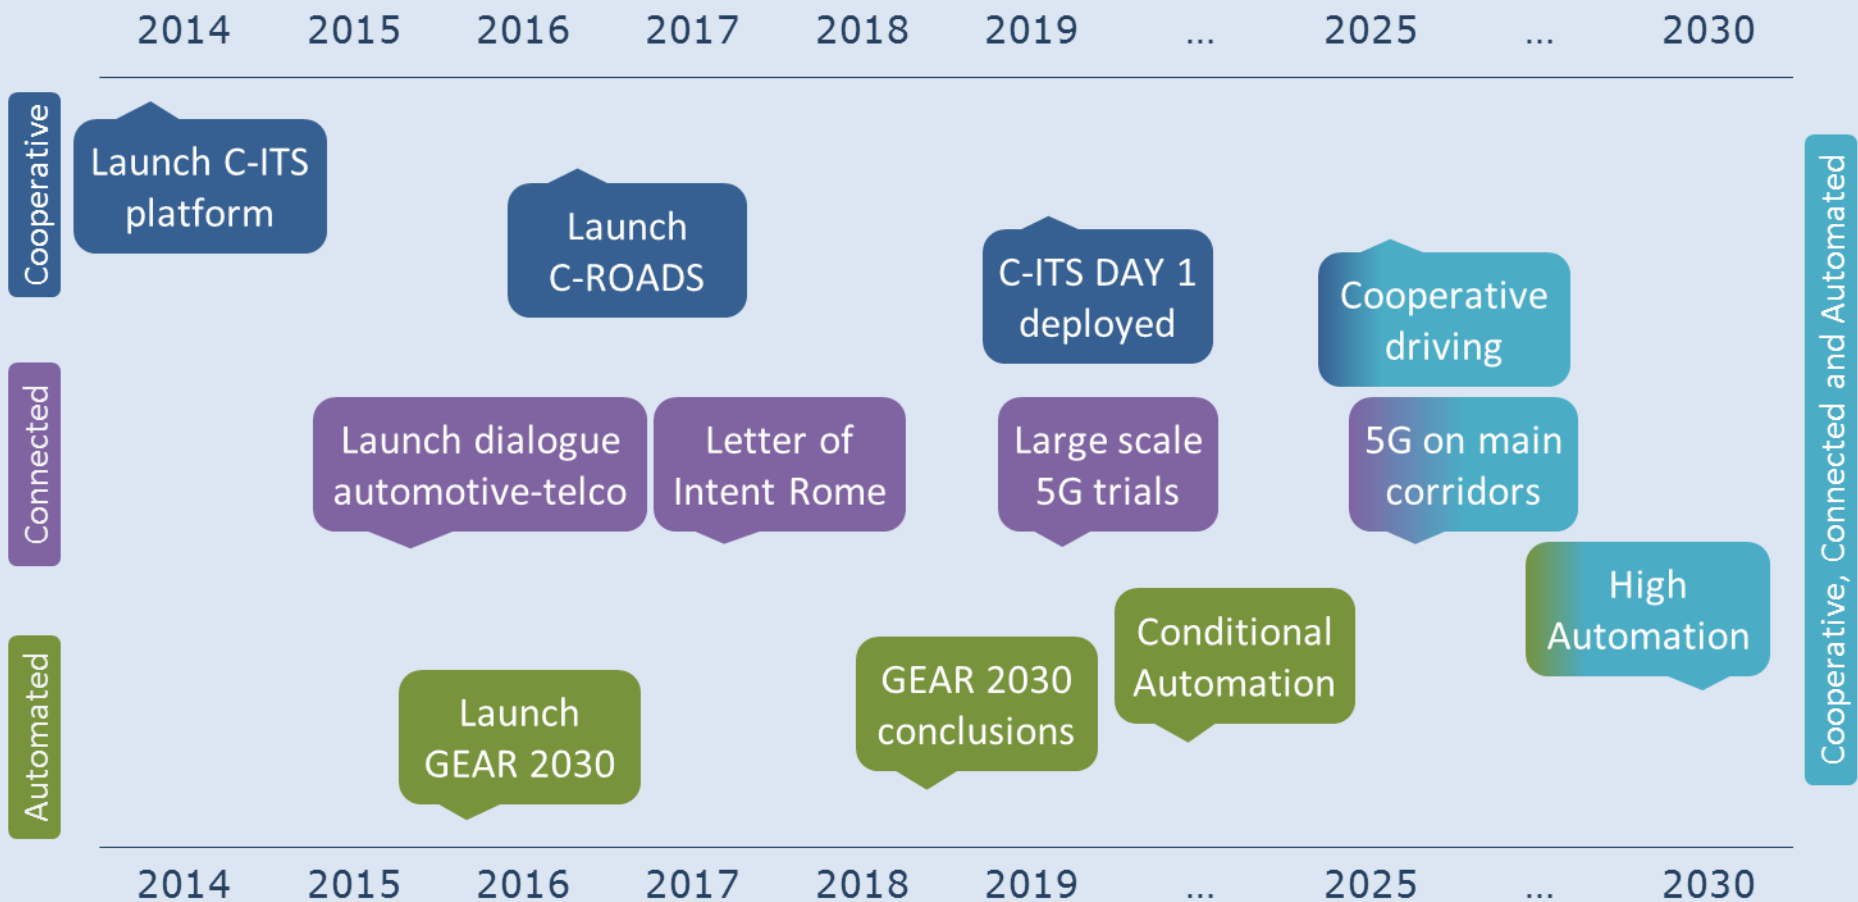 2014 2015 2016 2017 2018 2019 ... 2025 ... 2030
Cooperative
Launch C-ITS
platform
Launch
C-ROADS
C-ITS DAY 1
deployed
Cooperative
driving
Connected
Launch dialogue
automotive-telco
Letter of
Intent Rome
Large scale
5G trials
5G on main
corridors
Automated
Launch
GEAR 2030
GEAR 2030
conclusions
Conditional
Automation
High
Automation
Cooperative, Connected and Automated
2014 2015 2016 2017 2018 2019 ... 2025 ... 2030